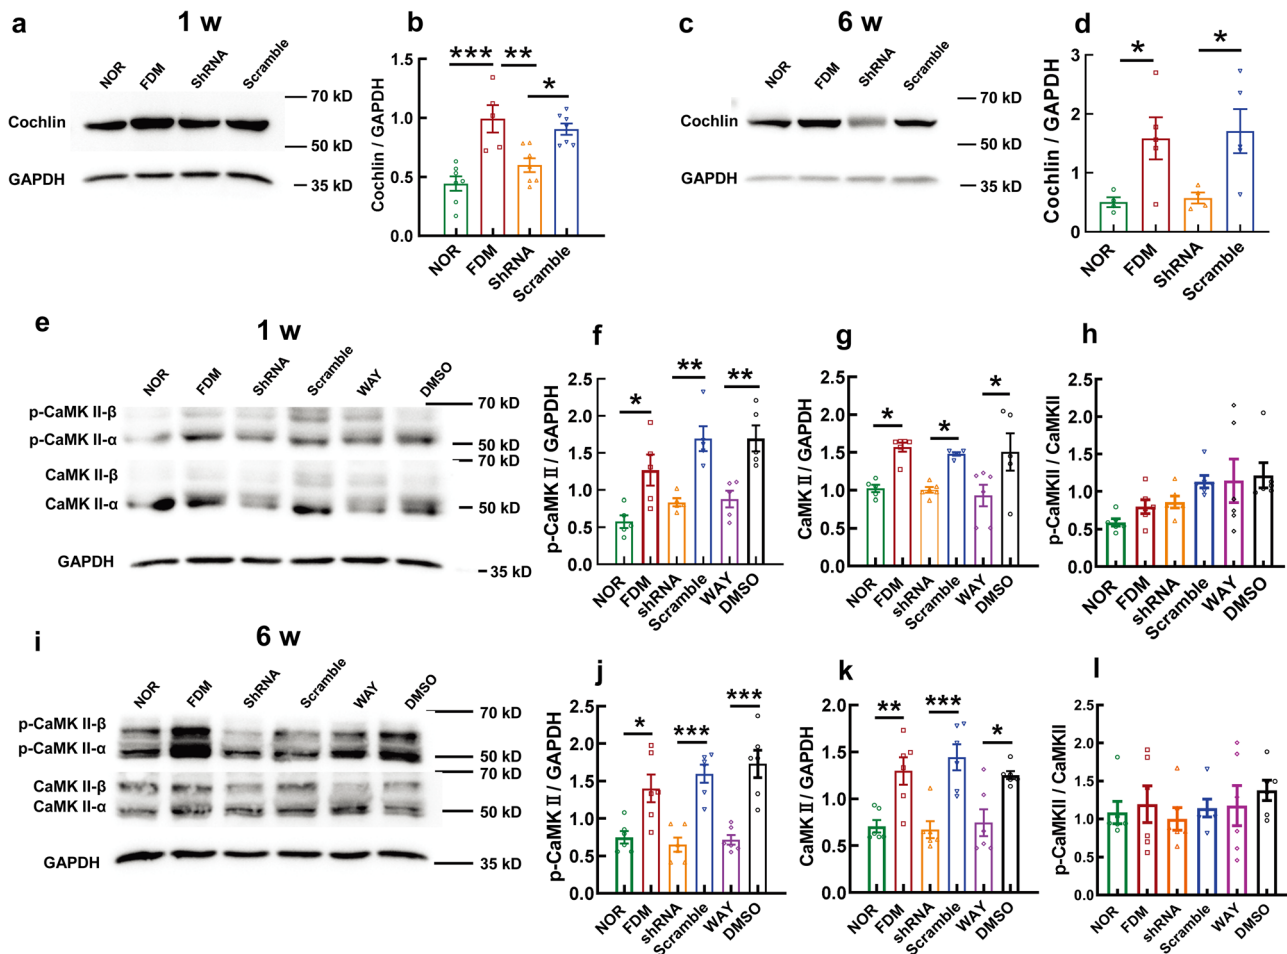 a
1 w
NOR
FDM
ShRNA
Scramble
Cochlin
GAPDH
70 kD
50 kD
35 kD
b
Cochlin / GAPDH
1.5
1.0
0.5
0.0
***
**
*
NOR
FDM
ShRNA
Scramble
c
6 w
NOR
FDM
ShRNA
Scramble
Cochlin
GAPDH
70 kD
50 kD
35 kD
d
Cochlin / GAPDH
3
2
1
0
*
*
NOR
FDM
ShRNA
Scramble
e
1 w
NOR
FDM
ShRNA
Scramble
WAY
DMSO
p-CaMK II-β
p-CaMK II-α
CaMK II-β
CaMK II-α
GAPDH
70 kD
50 kD
70 kD
50 kD
35 kD
f
p-CaMK II / GAPDH
2.5
2.0
1.5
1.0
0.5
0.0
*
**
**
NOR
FDM
shRNA
Scramble
WAY
DMSO
g
CaMK II / GAPDH
2.5
2.0
1.5
1.0
0.5
0.0
*
*
*
NOR
FDM
shRNA
Scramble
WAY
DMSO
h
p-CaMKII / CaMKII
2.5
2.0
1.5
1.0
0.5
0.0
NOR
FDM
shRNA
Scramble
WAY
DMSO
i
6 w
NOR
FDM
ShRNA
Scramble
WAY
DMSO
p-CaMK II-β
p-CaMK II-α
CaMK II-β
CaMK II-α
GAPDH
70 kD
50 kD
70 kD
50 kD
35 kD
j
p-CaMK II / GAPDH
2.5
2.0
1.5
1.0
0.5
0.0
*
***
***
NOR
FDM
shRNA
Scramble
WAY
DMSO
k
CaMK II / GAPDH
2.0
1.5
1.0
0.5
0.0
**
***
*
NOR
FDM
shRNA
Scramble
WAY
DMSO
l
p-CaMKII / CaMKII
2.5
2.0
1.5
1.0
0.5
0.0
NOR
FDM
shRNA
Scramble
WAY
DMSO